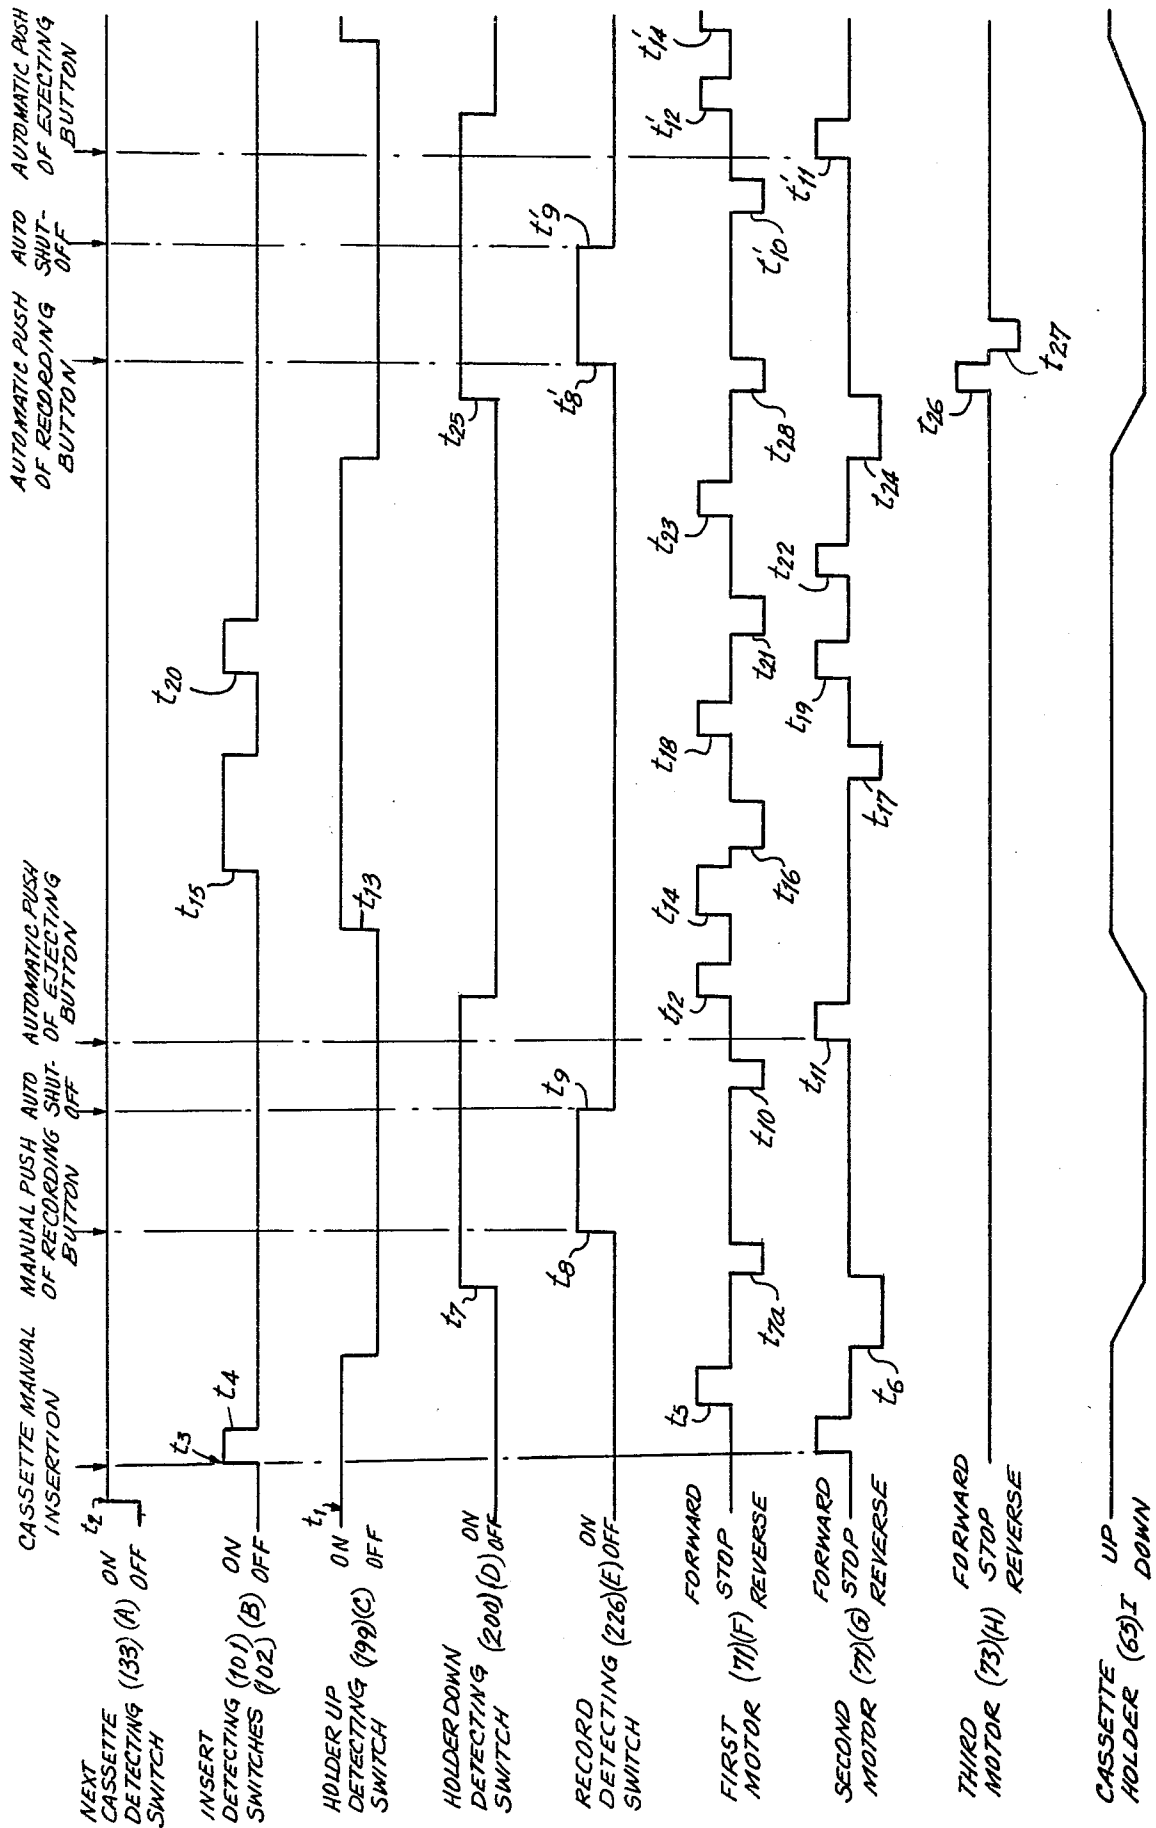 CASSETTE MANUAL
INSERTION
MANUAL PUSH
OF RECORDING
BUTTON
AUTO
SHUT-
OFF
AUTOMATIC PUSH
OF EJECTING
BUTTON
AUTOMATIC PUSH
OF RECORDING
BUTTON
AUTO
SHUT-
OFF
AUTOMATIC PUSH
OF EJECTING
BUTTON
NEXT
CASSETTE
DETECTING (133)(A)
SWITCH
ON
OFF
t2
INSERT
DETECTING (101) (B)
SWITCHES (102)
ON
OFF
t3
t4
t15
t20
HOLDER UP
DETECTING (199)(C)
SWITCH
ON
OFF
t1
t13
HOLDER DOWN
DETECTING (200)(D)
SWITCH
ON
OFF
t7
t25
RECORD
DETECTING (226)(E)
SWITCH
ON
OFF
t8
t9
t'8
t'9
FIRST
MOTOR (71)(F)
FORWARD
STOP
REVERSE
t5
t7a
t10
t12
t14
t16
t18
t21
t23
t28
t'10
t'12
t'14
SECOND
MOTOR (77)(G)
FORWARD
STOP
REVERSE
t6
t11
t17
t19
t22
t24
t'11
THIRD
MOTOR (73)(H)
FORWARD
STOP
REVERSE
t26
t27
CASSETTE
HOLDER (65)I
UP
DOWN